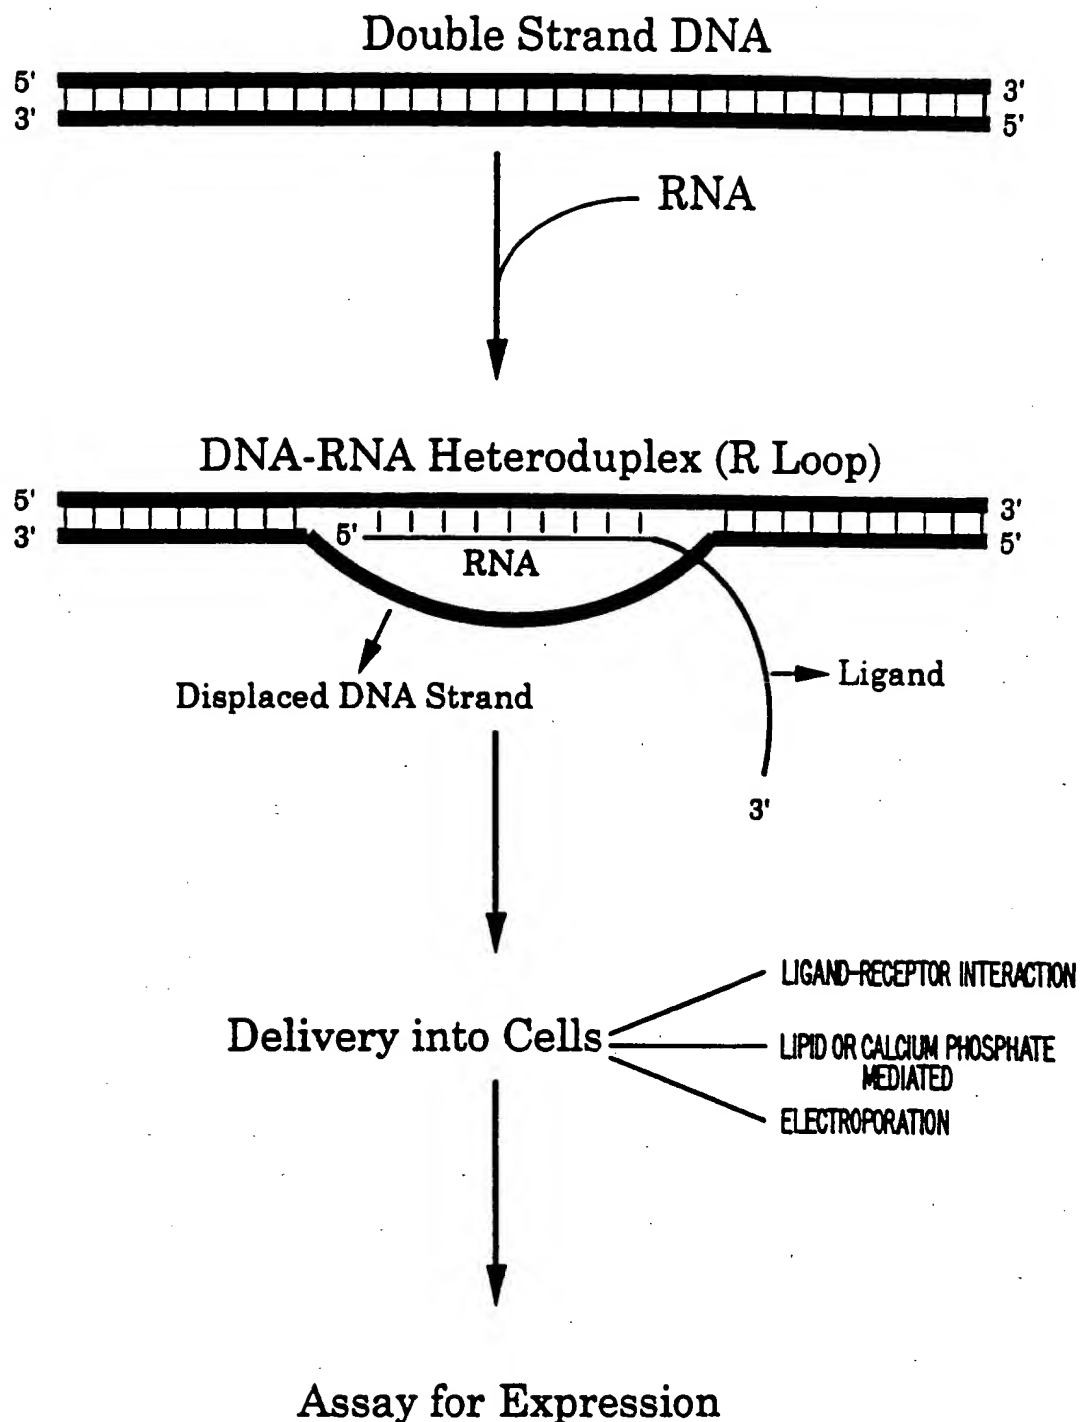 Double Strand DNA
5' 3'
3' 5'
RNA
DNA-RNA Heteroduplex (R Loop)
5' 3'
3' 5' 5'
RNA
Displaced DNA Strand
Ligand
3'
LIGAND-RECEPTOR INTERACTION
Delivery into Cells
LIPID OR CALCIUM PHOSPHATE
MEDIATED
ELECTROPORATION
Assay for Expression